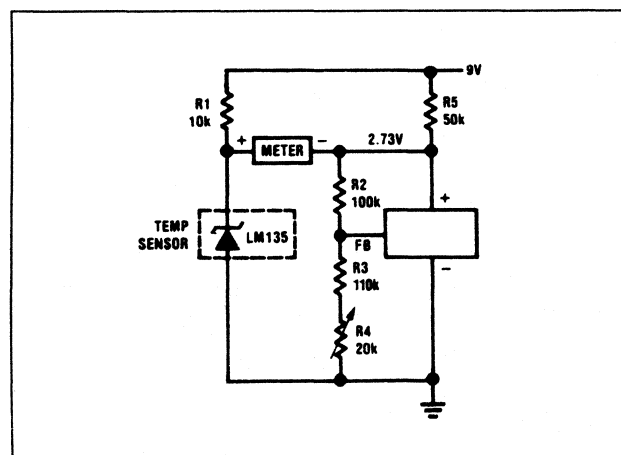 9V
R1
10k
R5
50k
+ METER -
2.73V
R2
100k
+
TEMP
SENSOR
LM135
FB
-
R3
110k
R4
20k